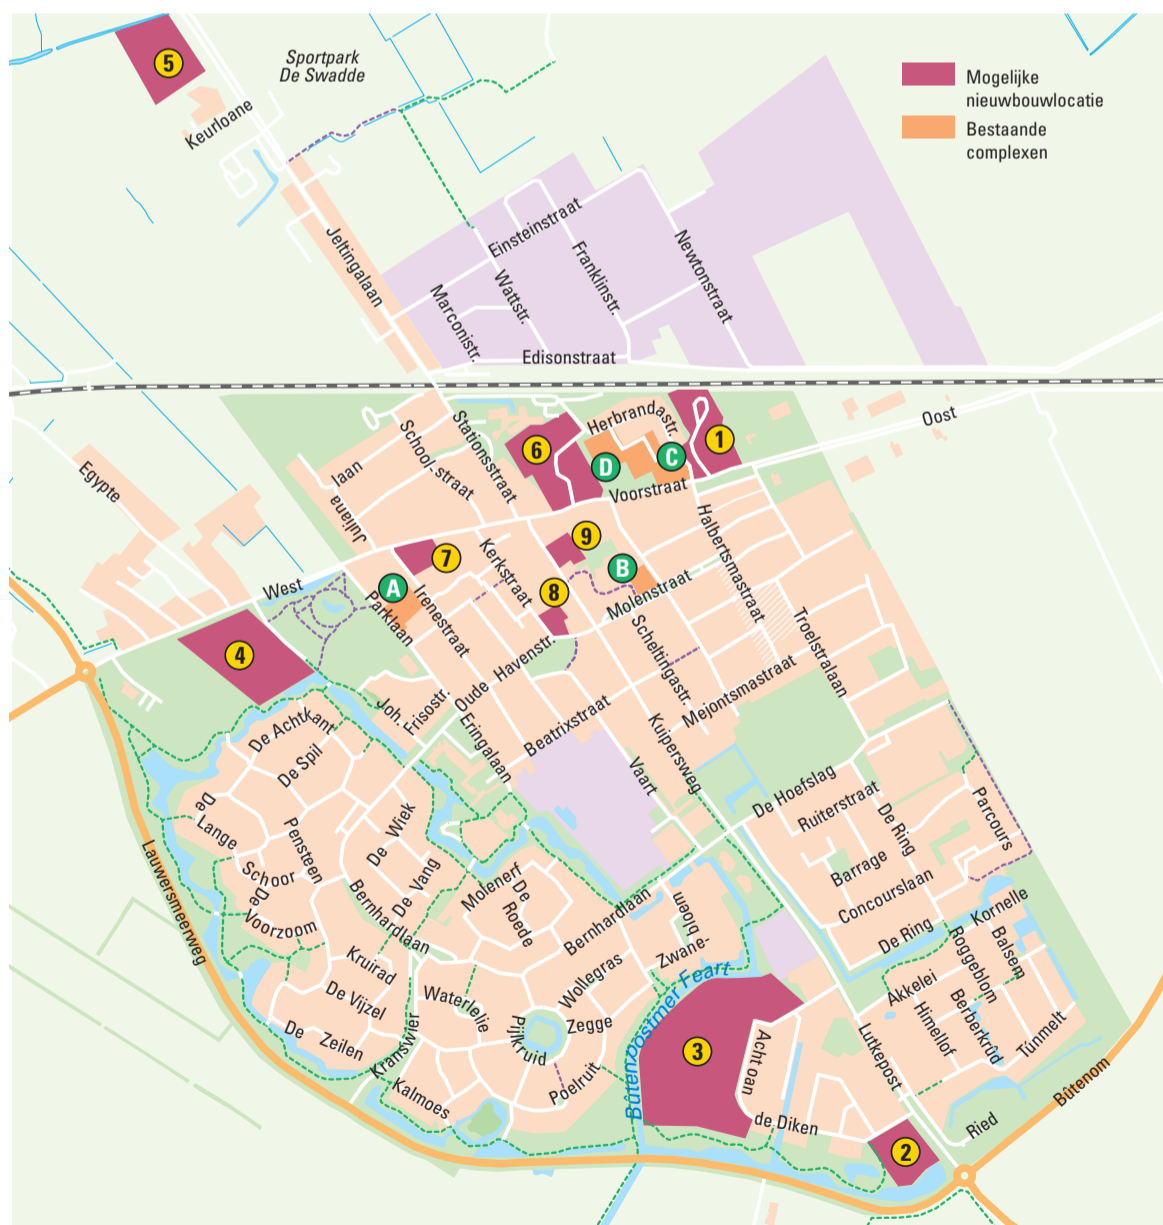 5
Sportpark
De Swadde
Mogelijke
nieuwbouwlocatie
Bestaande
complexen
Keurloane
Jeltingalaan
Einsteinstraat
Franklinstr.
Newtonstraat
Wattstr.
Marconistr.
Edisonstraat
Oost
Herbrandastr.
1
6
D
C
Voorstraat
Stationsstraat
School-straat
Juliana
laan
Egypte
West
7
9
8
A
B
Kerkstraat
Irenestraat
Parklaan
Molenstraat
Halbertsmastraat
Troelstralaan
Scheltingastr.
Mejontsmastraat
4
Oude Havenstr.
Joh.-
Frisostr.
Eringalaan
Beatrixstraat
Vaart
Kuipersweg
De Achtkant
De Spil
De
Lange
Schoor
Pensteen
De Wiek
De Vang
De
Voorzoom
Bernhardlaan
Molenerf
De
Roede
Bernhardlaan
Lauwersmeerweg
De Hoefslag
Ruiterstraat
De Ring
Barrage
Concourslaan
Parcours
De Ring
Kornelle
Balsem
Roggeblom
Akkelei
Himellof
Berberkrûd
Tûnmelt
Zwane-
bloem
Kruirad
De Vijzel
De Zeilen
Waterlelie
Wollegras
Zegge
Pijlkruid
Poelruit
Kranswier
Kalmoes
Bûtenpostmer Feart
3
Acht oan
de Diken
Lutkepost
2
Ried
Bûtenom